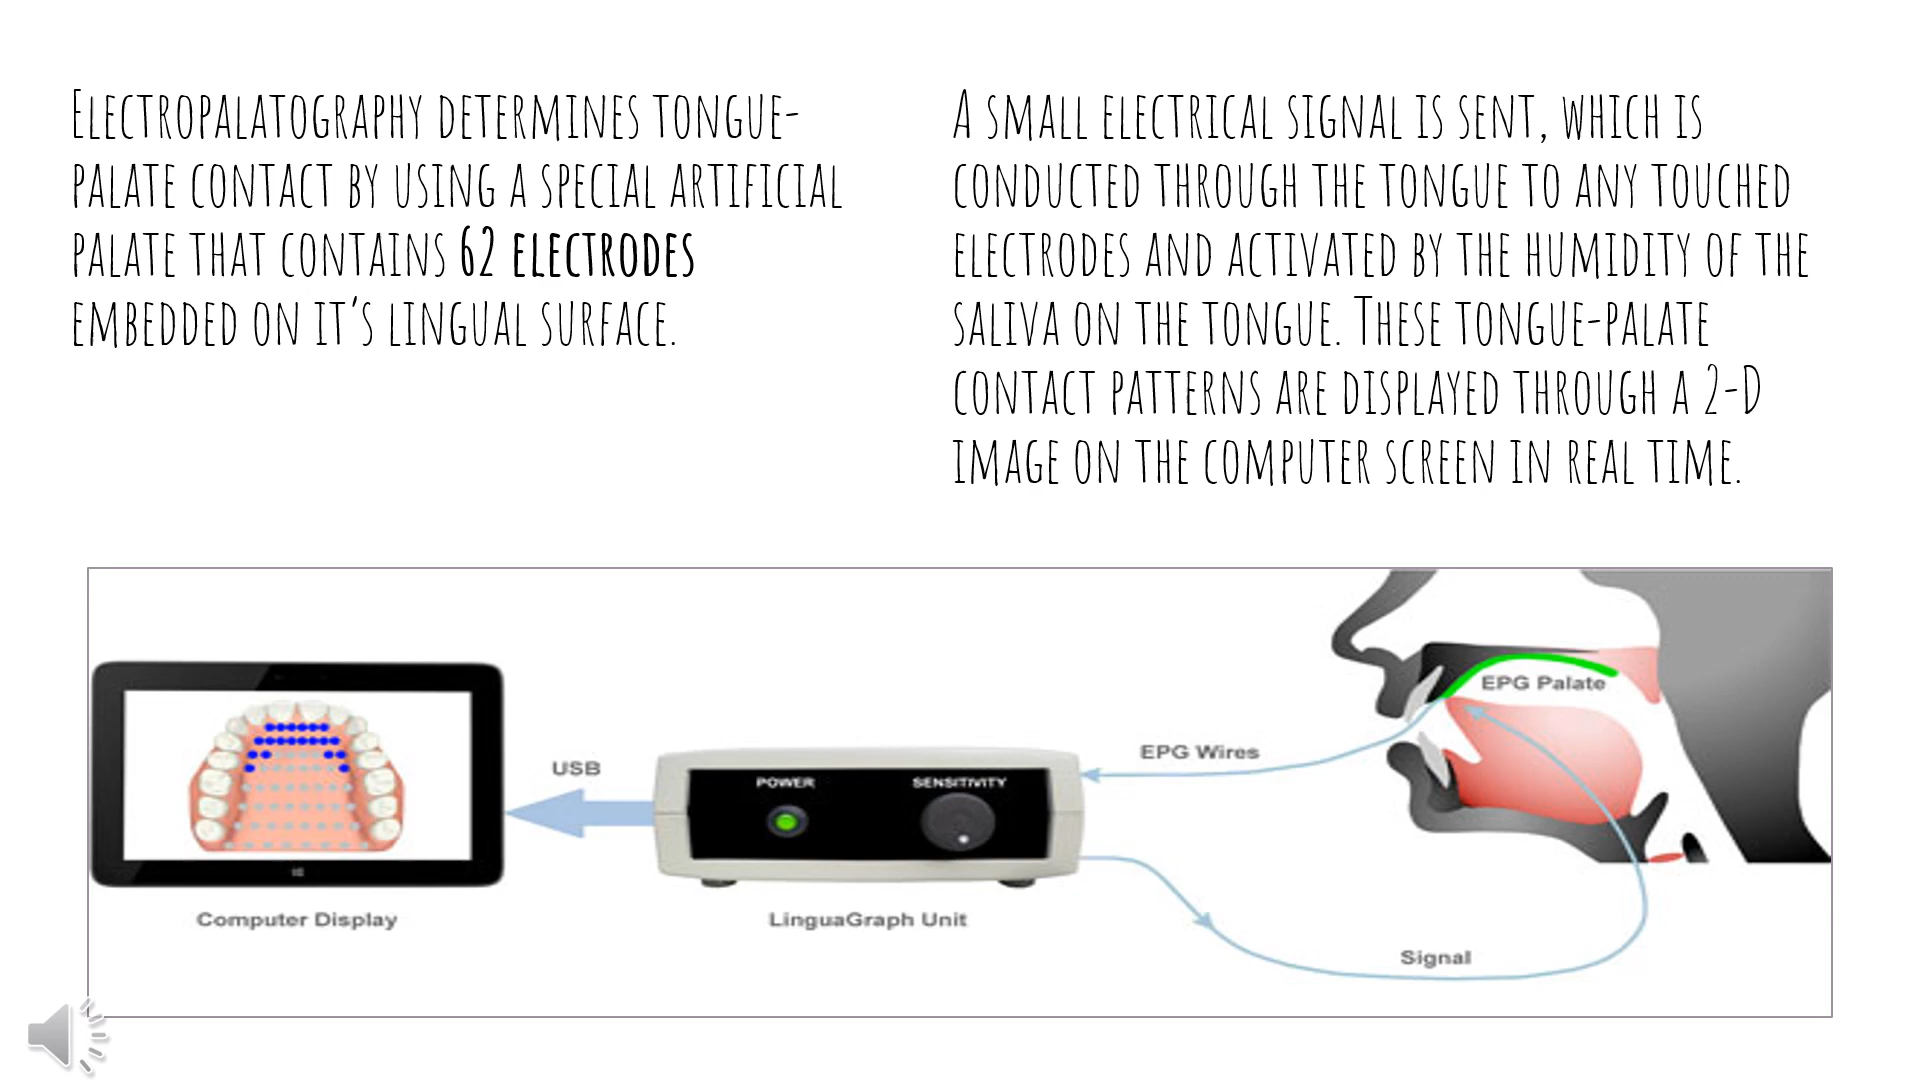 Electropalatography determines tongue-
palate contact by using a special artificial
palate that contains 62 electrodes
embedded on it's lingual surface.
A small electrical signal is sent, which is
conducted through the tongue to any touched
electrodes and activated by the humidity of the
saliva on the tongue. These tongue-palate
contact patterns are displayed through a 2-D
image on the computer screen in real time.
EPG Palate
EPG Wires
USB
POWER
SENSITIVITY
Computer Display
LinguaGraph Unit
Signal